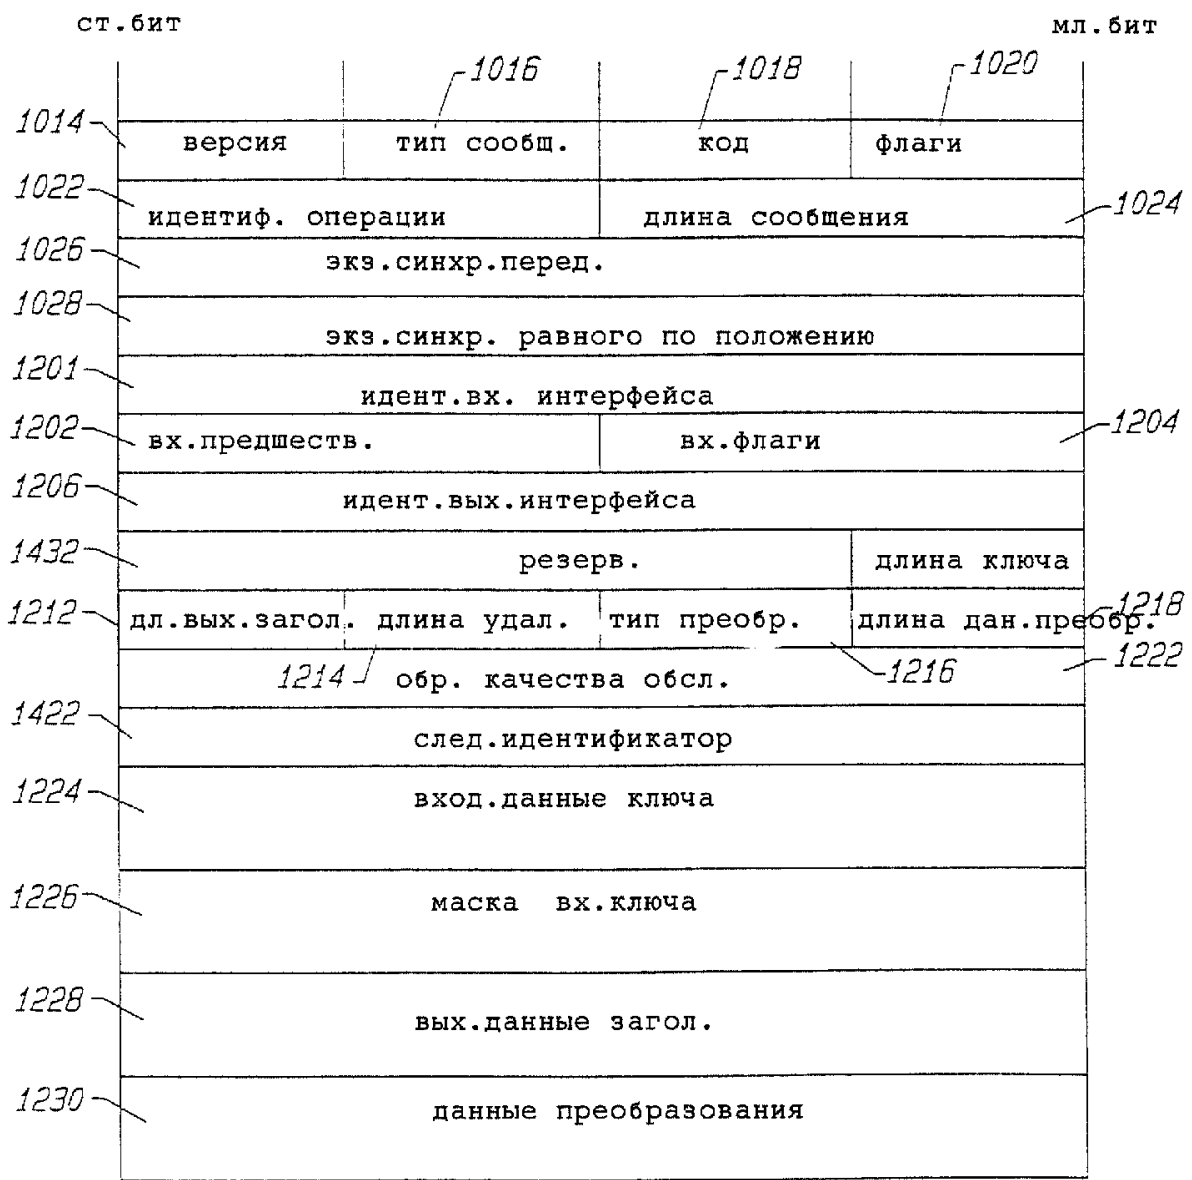 ст.бит мл.бит
1016 1018 1020
1014 версия тип сообщ. код флаги
1022 идентиф. операции длина сообщения 1024
1026 экз.синхр.перед.
1028 экз.синхр. равного по положению
1201 идент.вх. интерфейса
1202 вх.предшеств. вх.флаги 1204
1206 идент.вых.интерфейса
1432 резерв. длина ключа
1212 дл.вых.загол. длина удал. тип преобр. длина дан.преобр. 1218
1214 обр. качества обсл. 1216 1222
1422 след.идентификатор
1224 вход.данные ключа
1226 маска вх.ключа
1228 вых.данные загол.
1230 данные преобразования